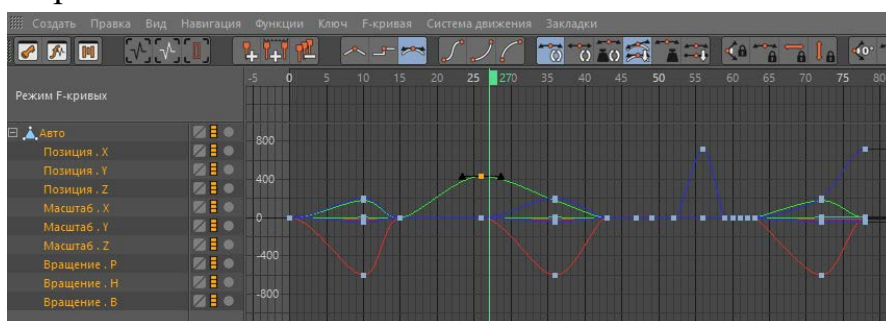 Создать Правка Вид Навигация Функции Ключ F-кривая Система движения Закладки
-5 0 5 10 15 20 25 270 35 40 45 50 55 60 65 70 75 80
Режим F-кривых
Авто
Позиция . X
Позиция . Y
Позиция . Z
Масштаб . X
Масштаб . Y
Масштаб . Z
Вращение . P
Вращение . H
Вращение . B
800
400
0
-400
-800